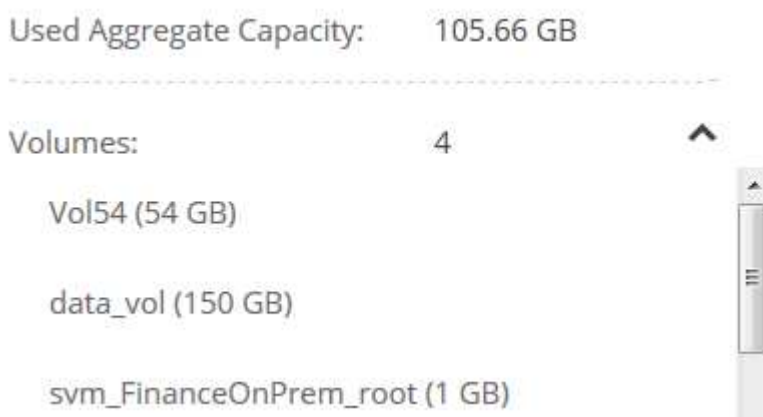 Used Aggregate Capacity: 105.66 GB
Volumes: 4
Vol54 (54 GB)
data_vol (150 GB)
svm_FinanceOnPrem_root (1 GB)